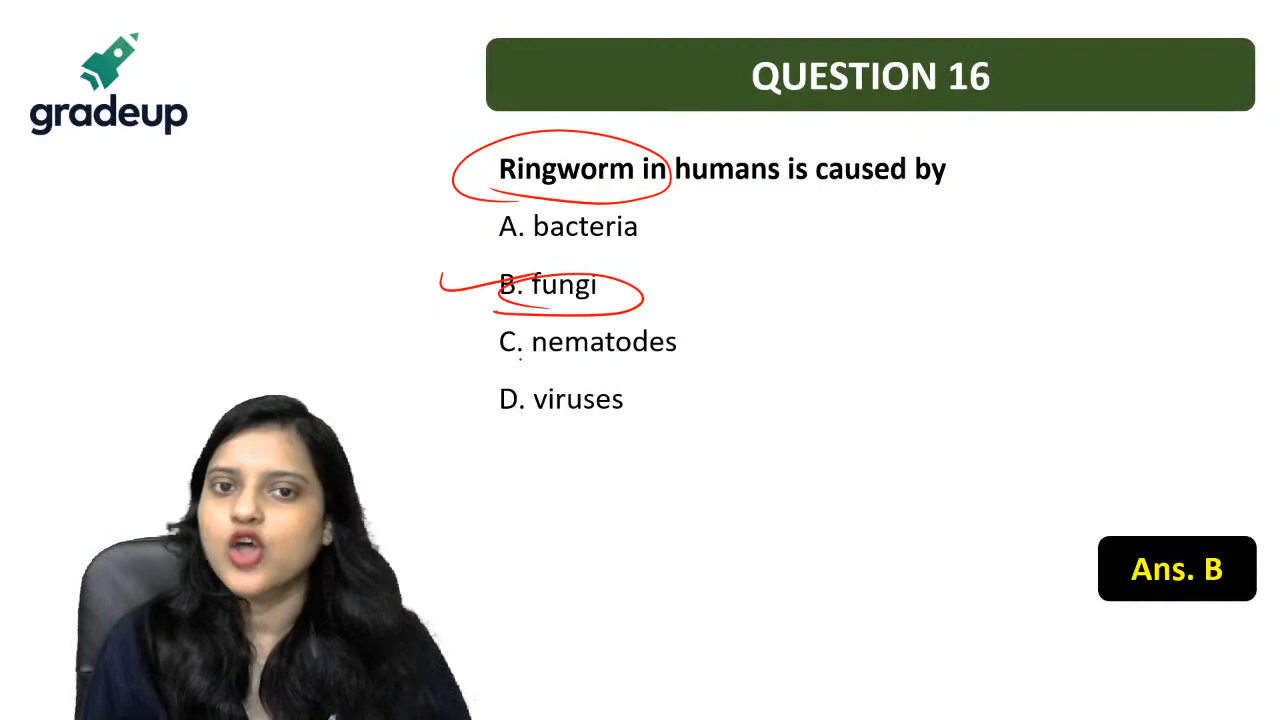 gradeup
QUESTION 16
Ringworm in humans is caused by
A. bacteria
B. fungi
C. nematodes
D. viruses
Ans. B